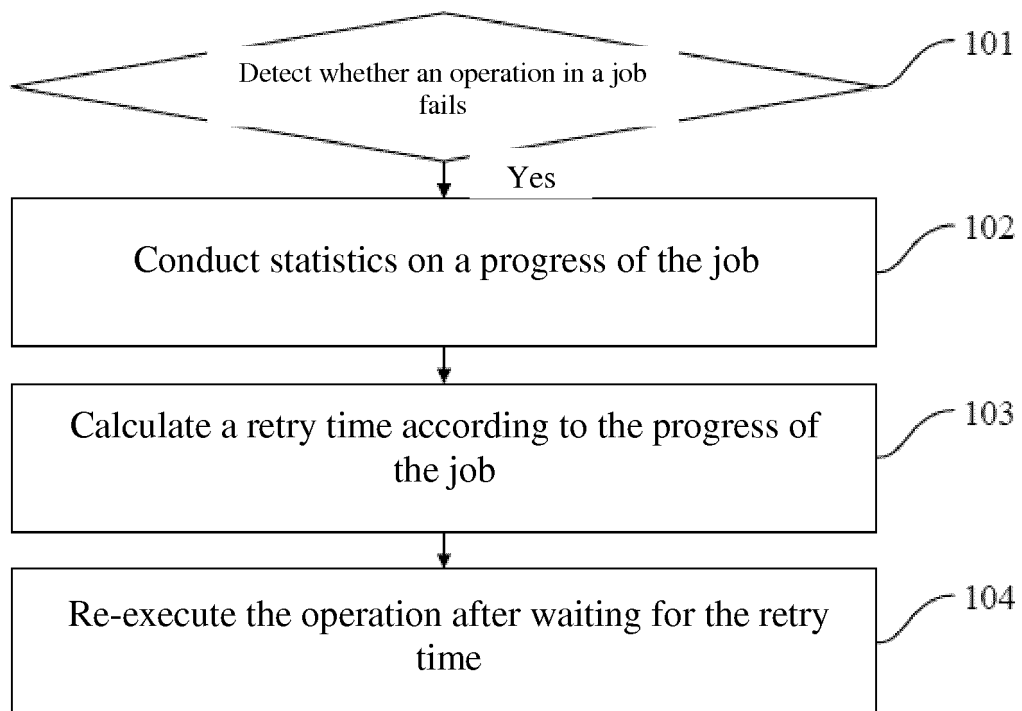 Detect whether an operation in a job
fails
101
Yes
Conduct statistics on a progress of the job
102
Calculate a retry time according to the progress of
the job
103
Re-execute the operation after waiting for the retry
time
104